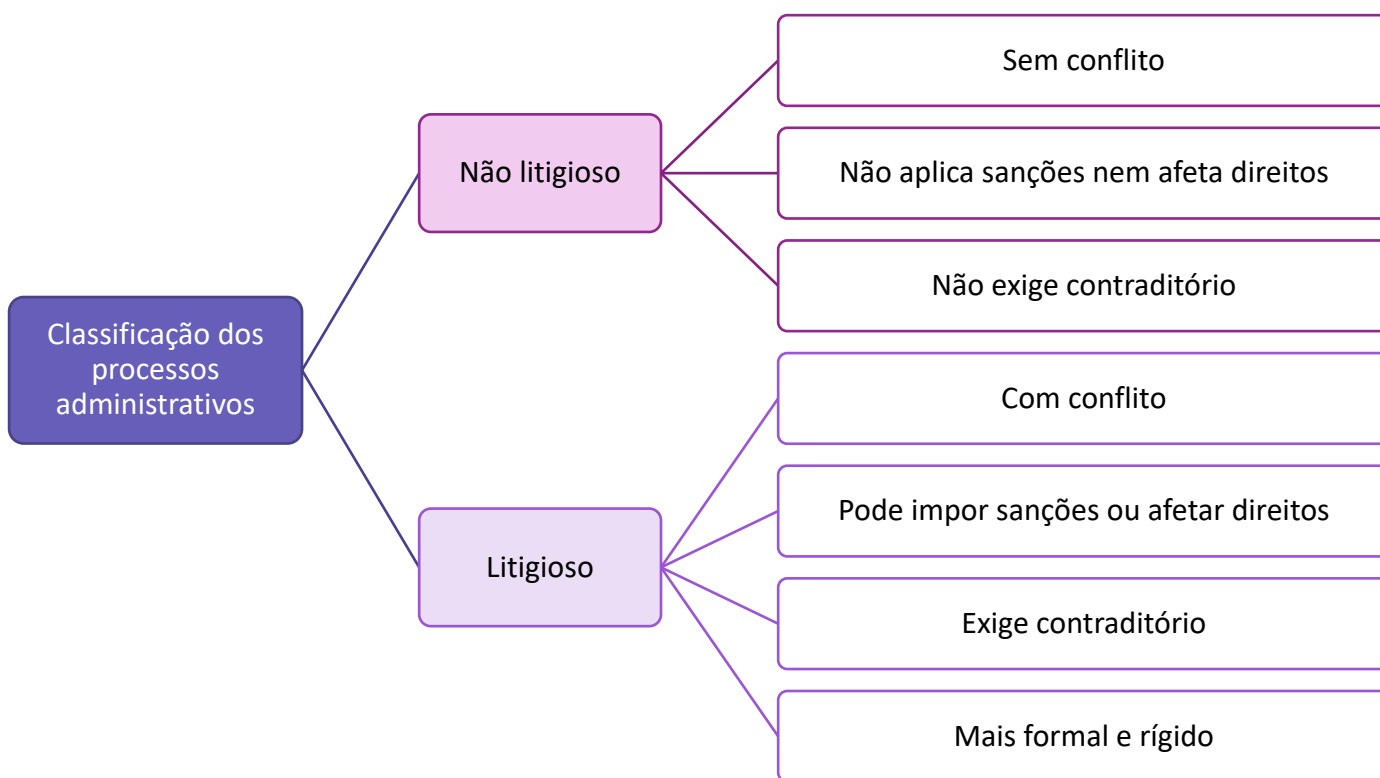 Classificação dos
processos
administrativos
Não litigioso
Sem conflito
Não aplica sanções nem afeta direitos
Não exige contraditório
Litigioso
Com conflito
Pode impor sanções ou afetar direitos
Exige contraditório
Mais formal e rígido